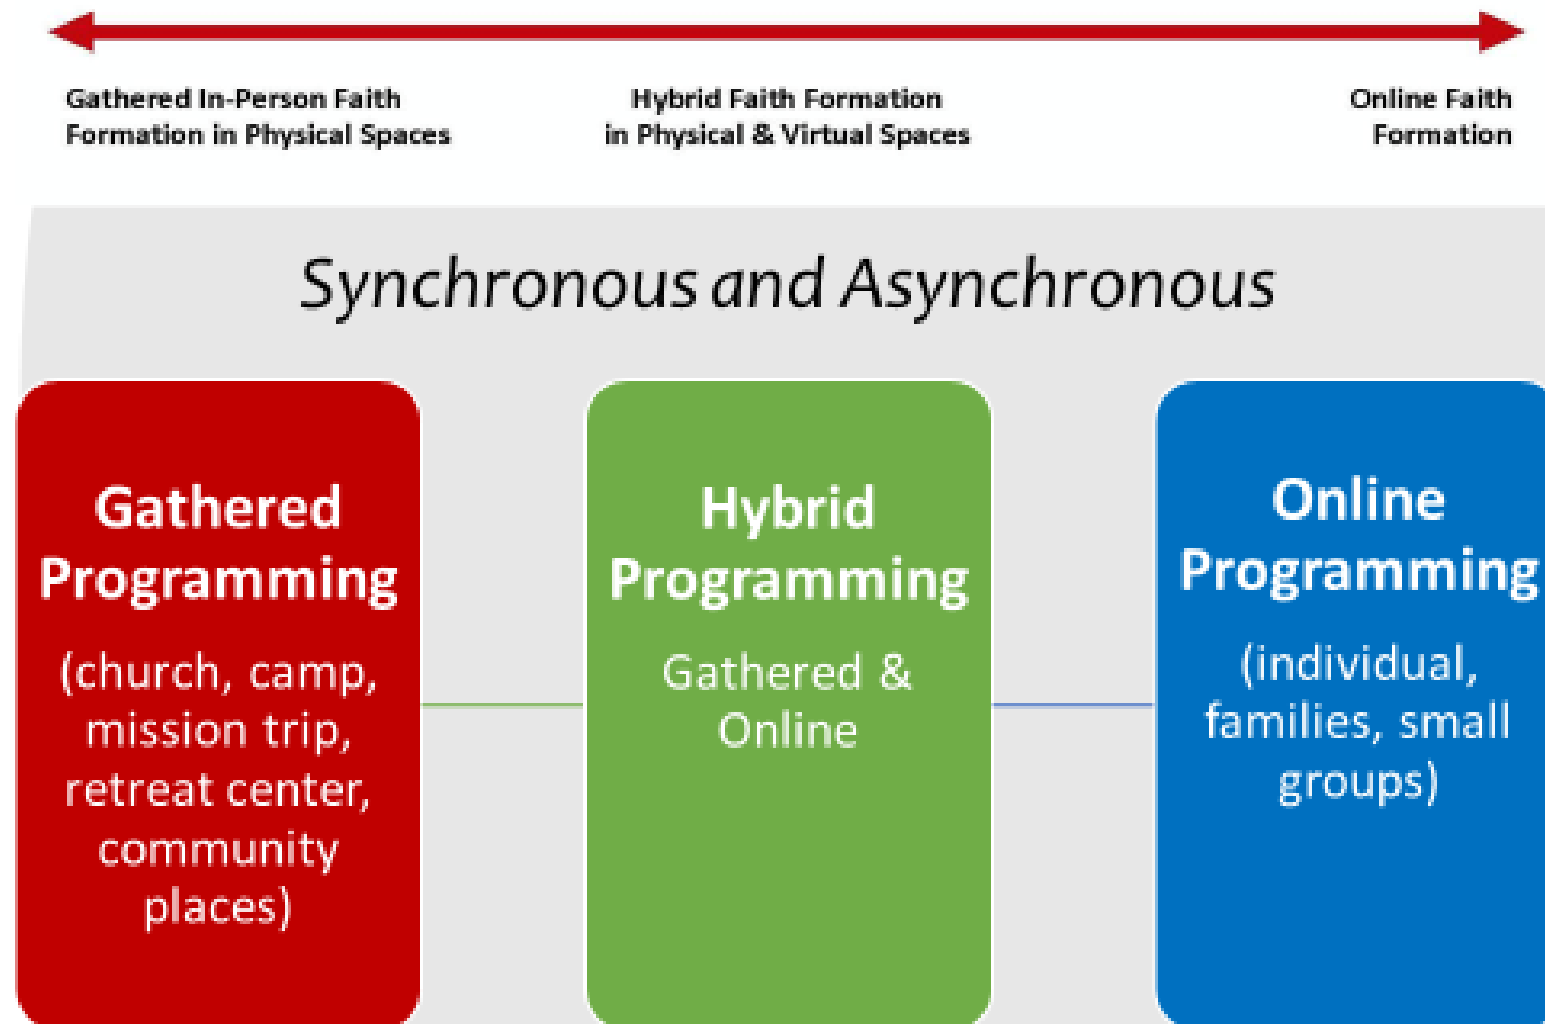 Gathered In-Person Faith
Formation in Physical Spaces
Hybrid Faith Formation
in Physical & Virtual Spaces
Online Faith
Formation
Synchronous and Asynchronous
Gathered
Programming
(church, camp,
mission trip,
retreat center,
community
places)
Hybrid
Programming
Gathered &
Online
Online
Programming
(individual,
families, small
groups)